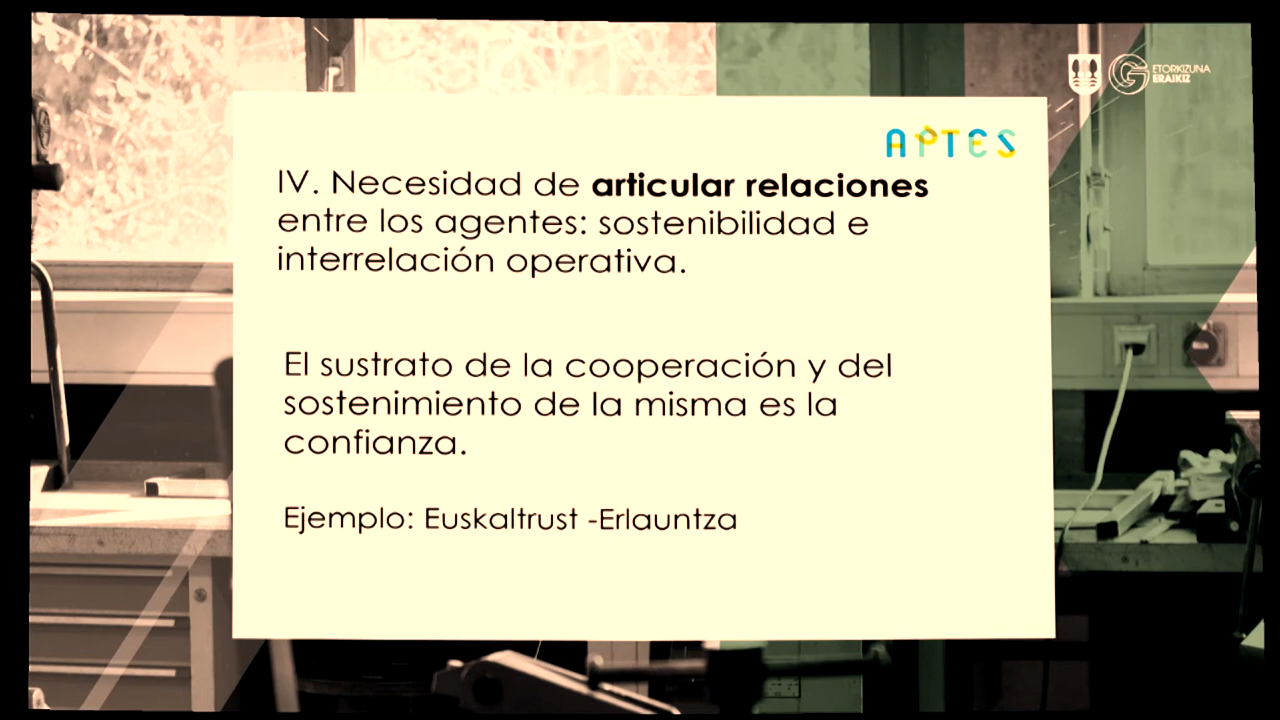 ETORKIZUNA
ERAIKIZ
APTES
IV. Necesidad de articular relaciones
entre los agentes: sostenibilidad e
interrelación operativa.
El sustrato de la cooperación y del
sostenimiento de la misma es la
confianza.
Ejemplo: Euskaltrust -Erlauntza